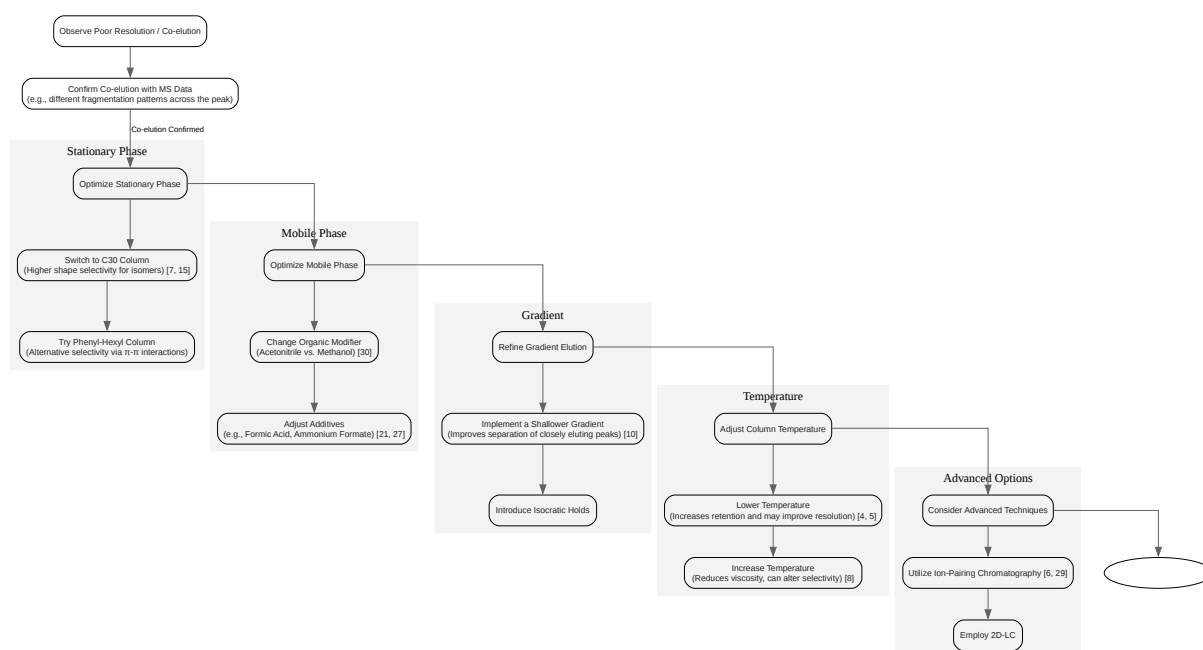 Observe Poor Resolution / Co-elution
Confirm Co-elution with MS Data
(e.g., different fragmentation patterns across the peak)
Co-elution Confirmed
Stationary Phase
Optimize Stationary Phase
Switch to C30 Column
(Higher shape selectivity for isomers) [7, 15]
Try Phenyl-Hexyl Column
(Alternative selectivity via π-π interactions)
Mobile Phase
Optimize Mobile Phase
Change Organic Modifier
(Acetonitrile vs. Methanol) [30]
Adjust Additives
(e.g., Formic Acid, Ammonium Formate) [21, 27]
Gradient
Refine Gradient Elution
Implement a Shallower Gradient
(Improves separation of closely eluting peaks) [10]
Introduce Isocratic Holds
Temperature
Adjust Column Temperature
Lower Temperature
(Increases retention and may improve resolution) [4, 5]
Increase Temperature
(Reduces viscosity, can alter selectivity) [8]
Advanced Options
Consider Advanced Techniques
Utilize Ion-Pairing Chromatography [6, 29]
Employ 2D-LC